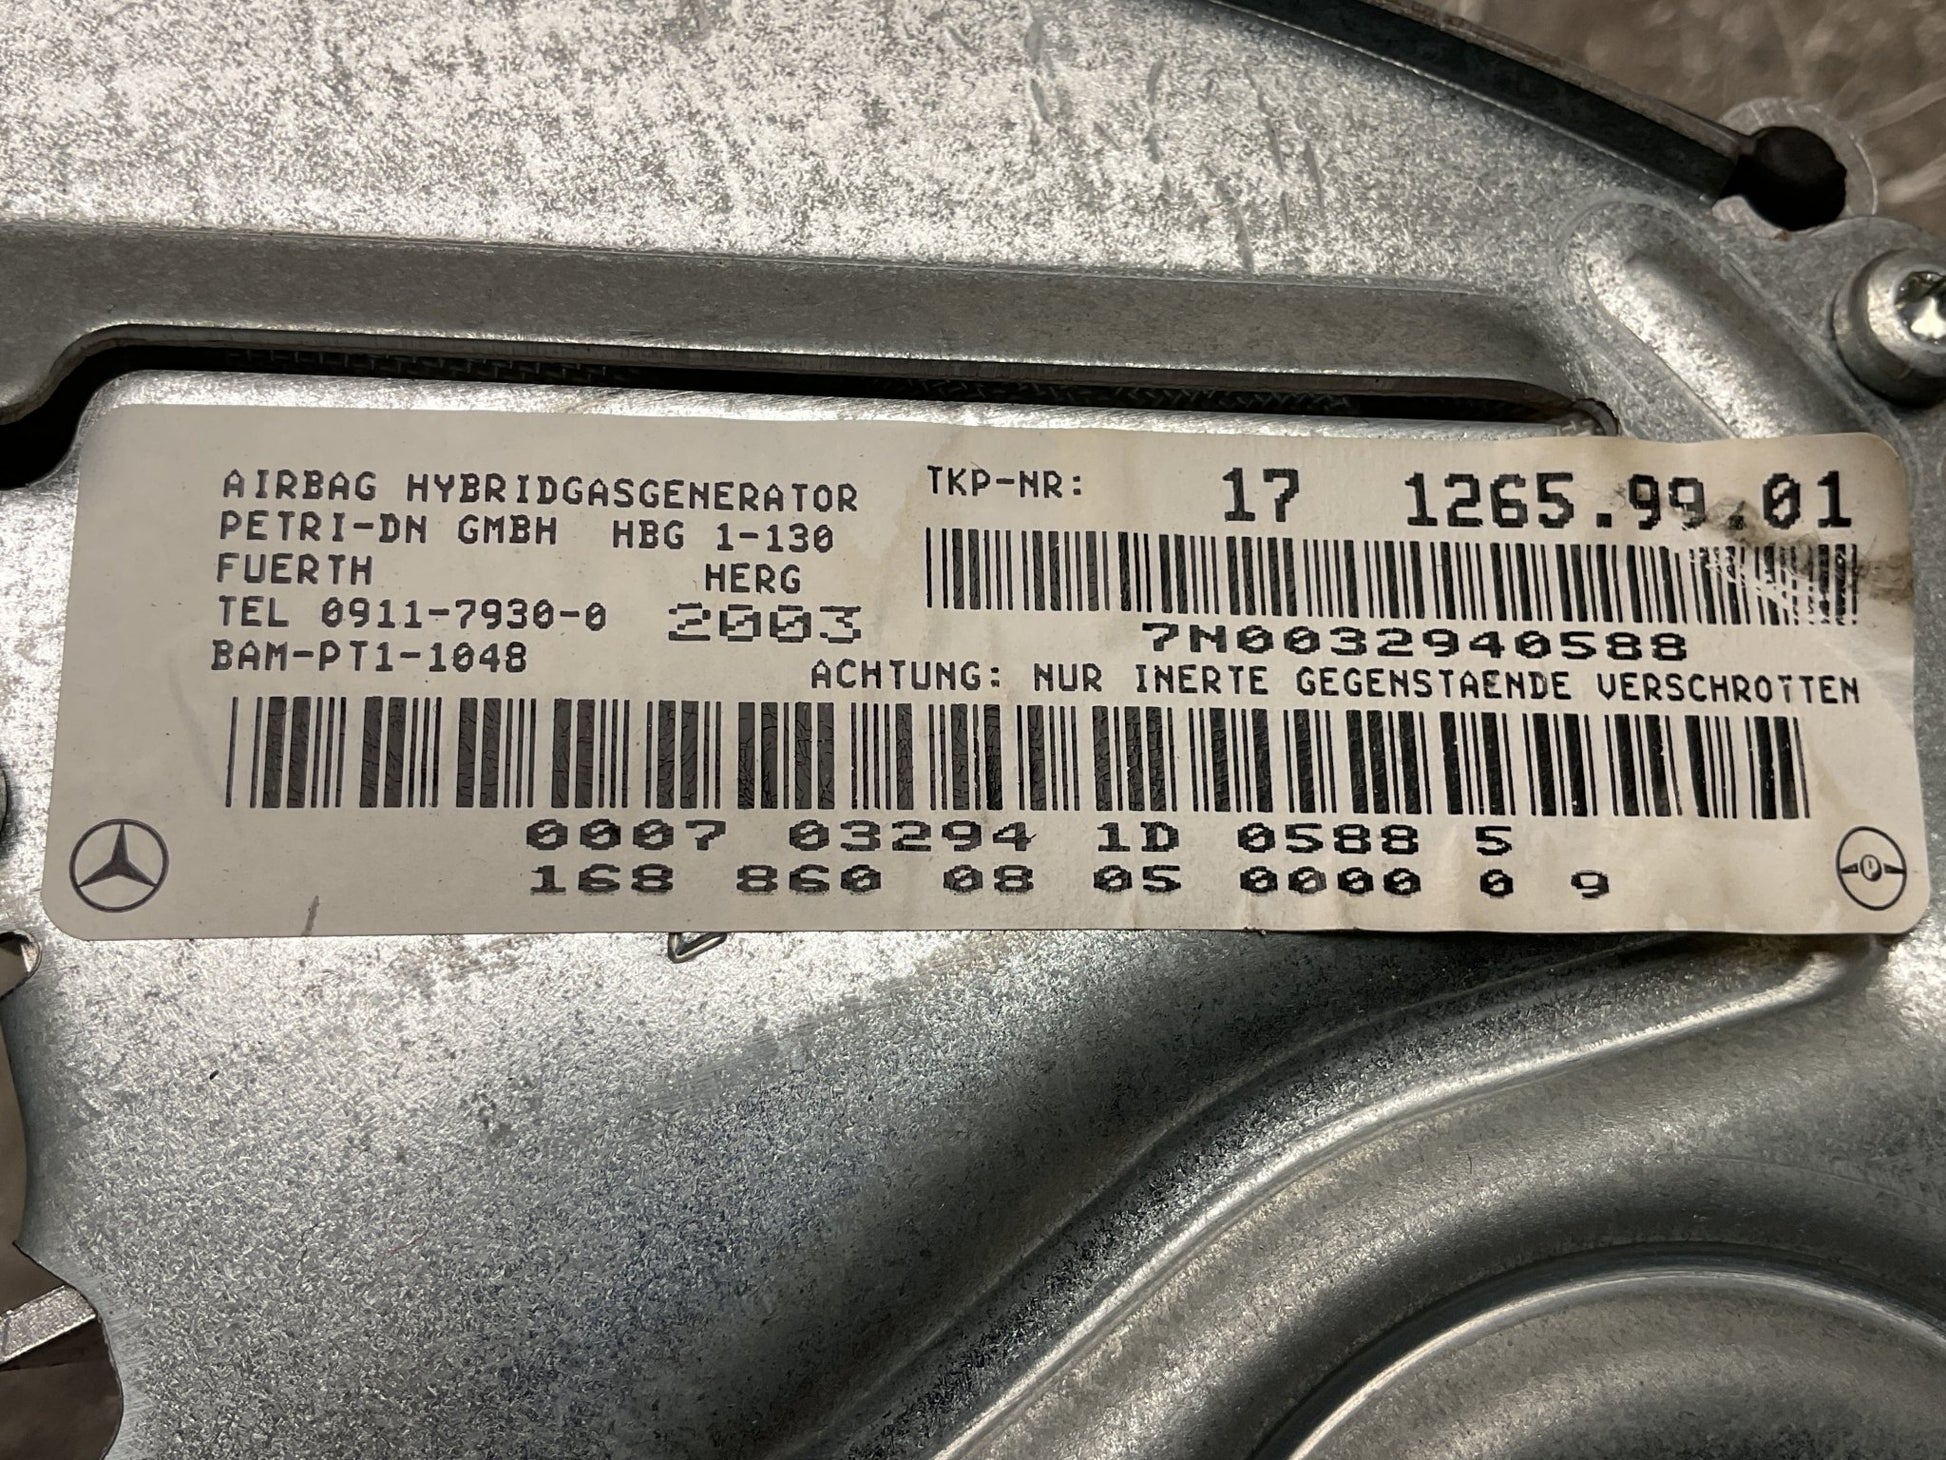 AIRBAG HYBRIDGASGENERATOR
PETRI-DN GMBH HBG 1-130
FUERTH HERG
TEL 0911-7930-0 2003
BAM-PT1-1048
TKP-NR: 17 1265.99.01
7N0032940588
ACHTUNG: NUR INERTE GEGENSTAENDE VERSCHROTTEN
0007 03294 1D 0588 5
168 860 08 05 0000 0 9
P